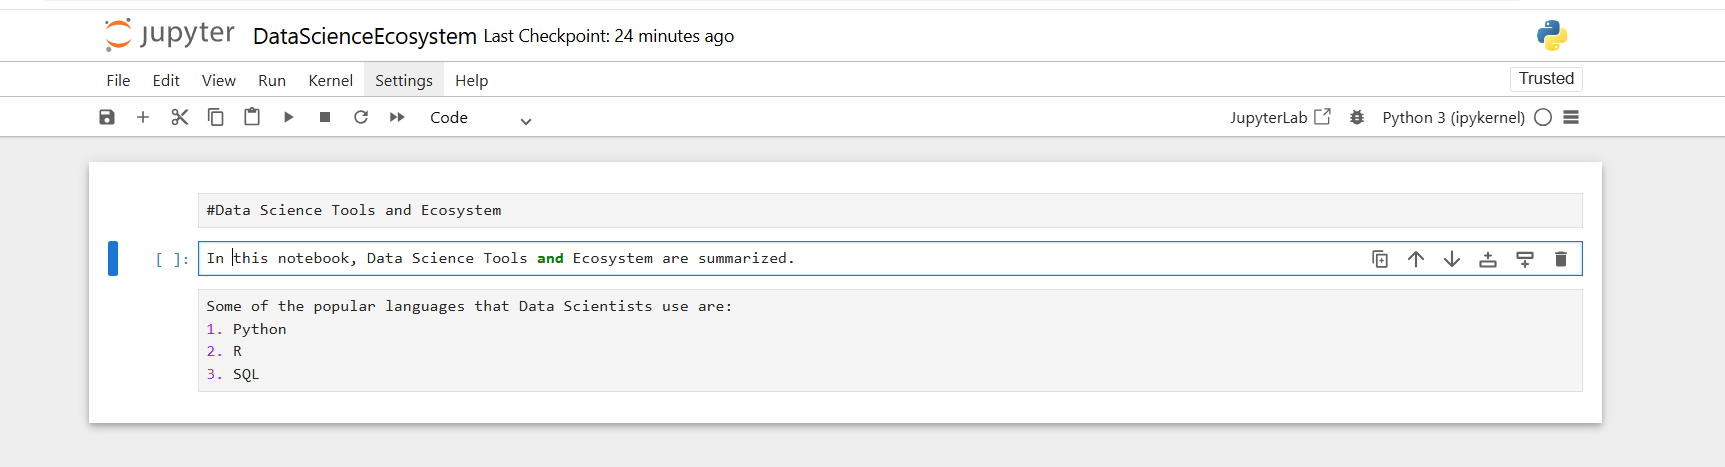 jupyter DataScienceEcosystem Last Checkpoint: 24 minutes ago
File Edit View Run Kernel Settings Help Trusted
Code JupyterLab Python 3 (ipykernel)
#Data Science Tools and Ecosystem
[ ]: In this notebook, Data Science Tools and Ecosystem are summarized.
Some of the popular languages that Data Scientists use are:
1. Python
2. R
3. SQL